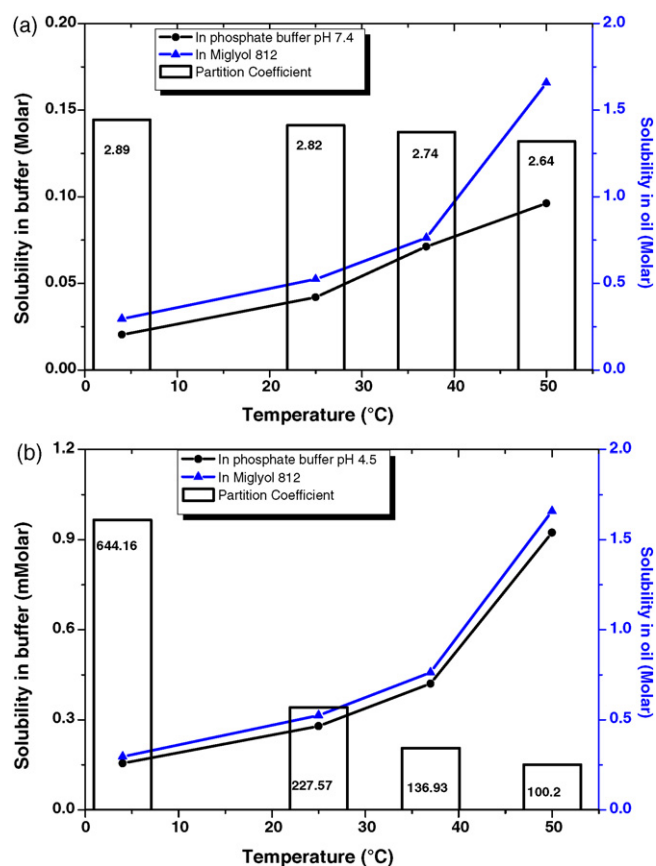 (a)
In phosphate buffer pH 7.4
In Miglyol 812
Partition Coefficient
Solubility in buffer (Molar)
0.20
0.15
0.10
0.05
0.00
2.89
2.82
2.74
2.64
2.0
1.5
1.0
0.5
0.0
Solubility in oil (Molar)
0 10 20 30 40 50
Temperature (°C)
(b)
In phosphate buffer pH 4.5
In Miglyol 812
Partition Coefficient
Solubility in buffer (mMolar)
1.2
0.9
0.6
0.3
0.0
644.16
227.57
136.93
100.2
2.0
1.5
1.0
0.5
0.0
Solubility in oil (Molar)
0 10 20 30 40 50
Temperature (°C)